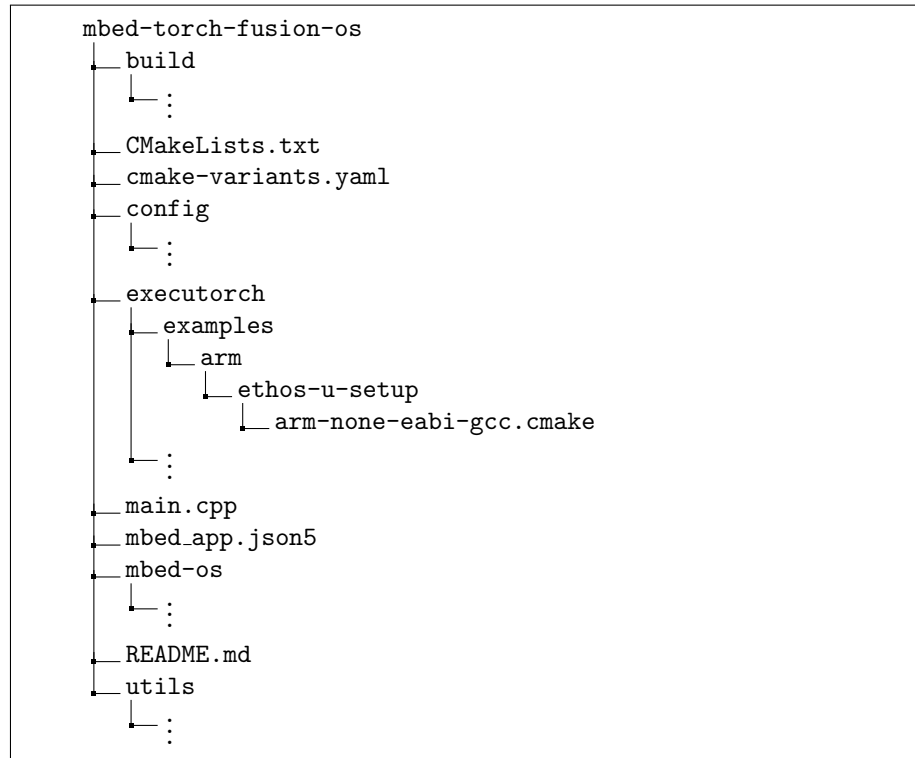 mbed-torch-fusion-os
build
⋮
CMakeLists.txt
cmake-variants.yaml
config
⋮
executorch
examples
arm
ethos-u-setup
arm-none-eabi-gcc.cmake
⋮
main.cpp
mbed_app.json5
mbed-os
⋮
README.md
utils
⋮